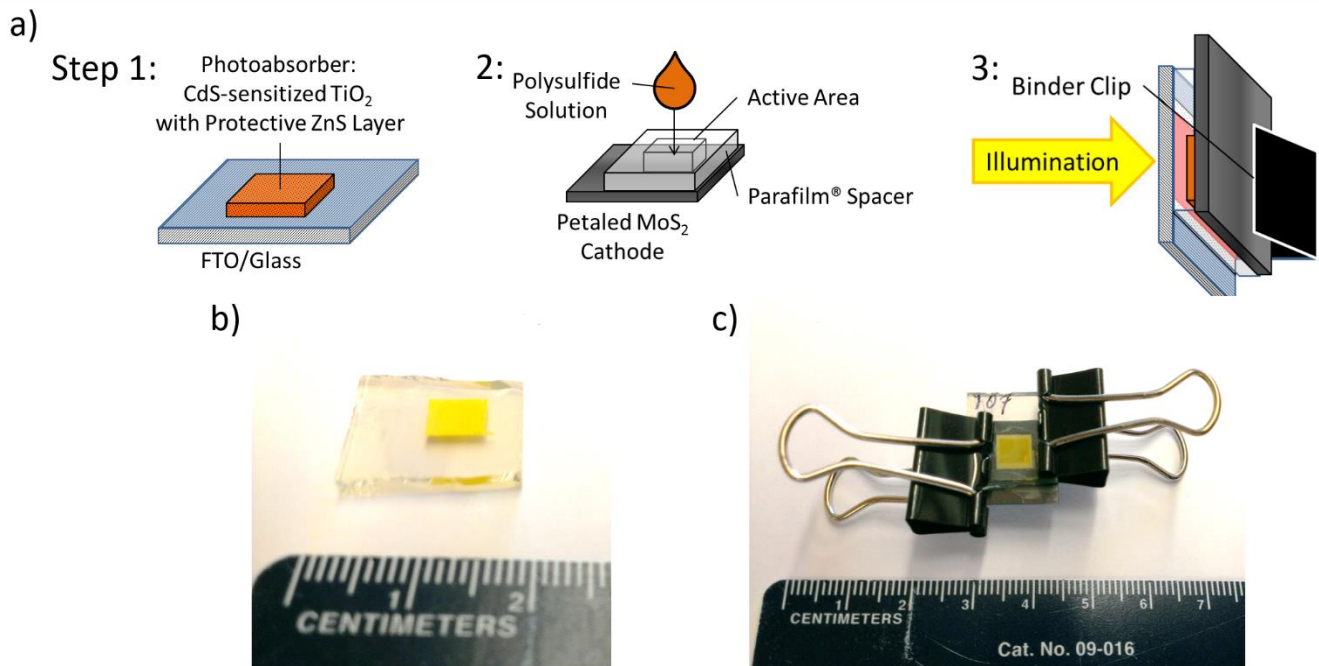 a)
Step 1:
Photoabsorber:
CdS-sensitized TiO₂
with Protective ZnS Layer
FTO/Glass
2:
Polysulfide
Solution
Active Area
Parafilm® Spacer
Petaled MoS₂
Cathode
3:
Binder Clip
Illumination
b)
1 2
CENTIMETERS
c)
107
1 2 3 4 5 6 7
CENTIMETERS
Cat. No. 09-016